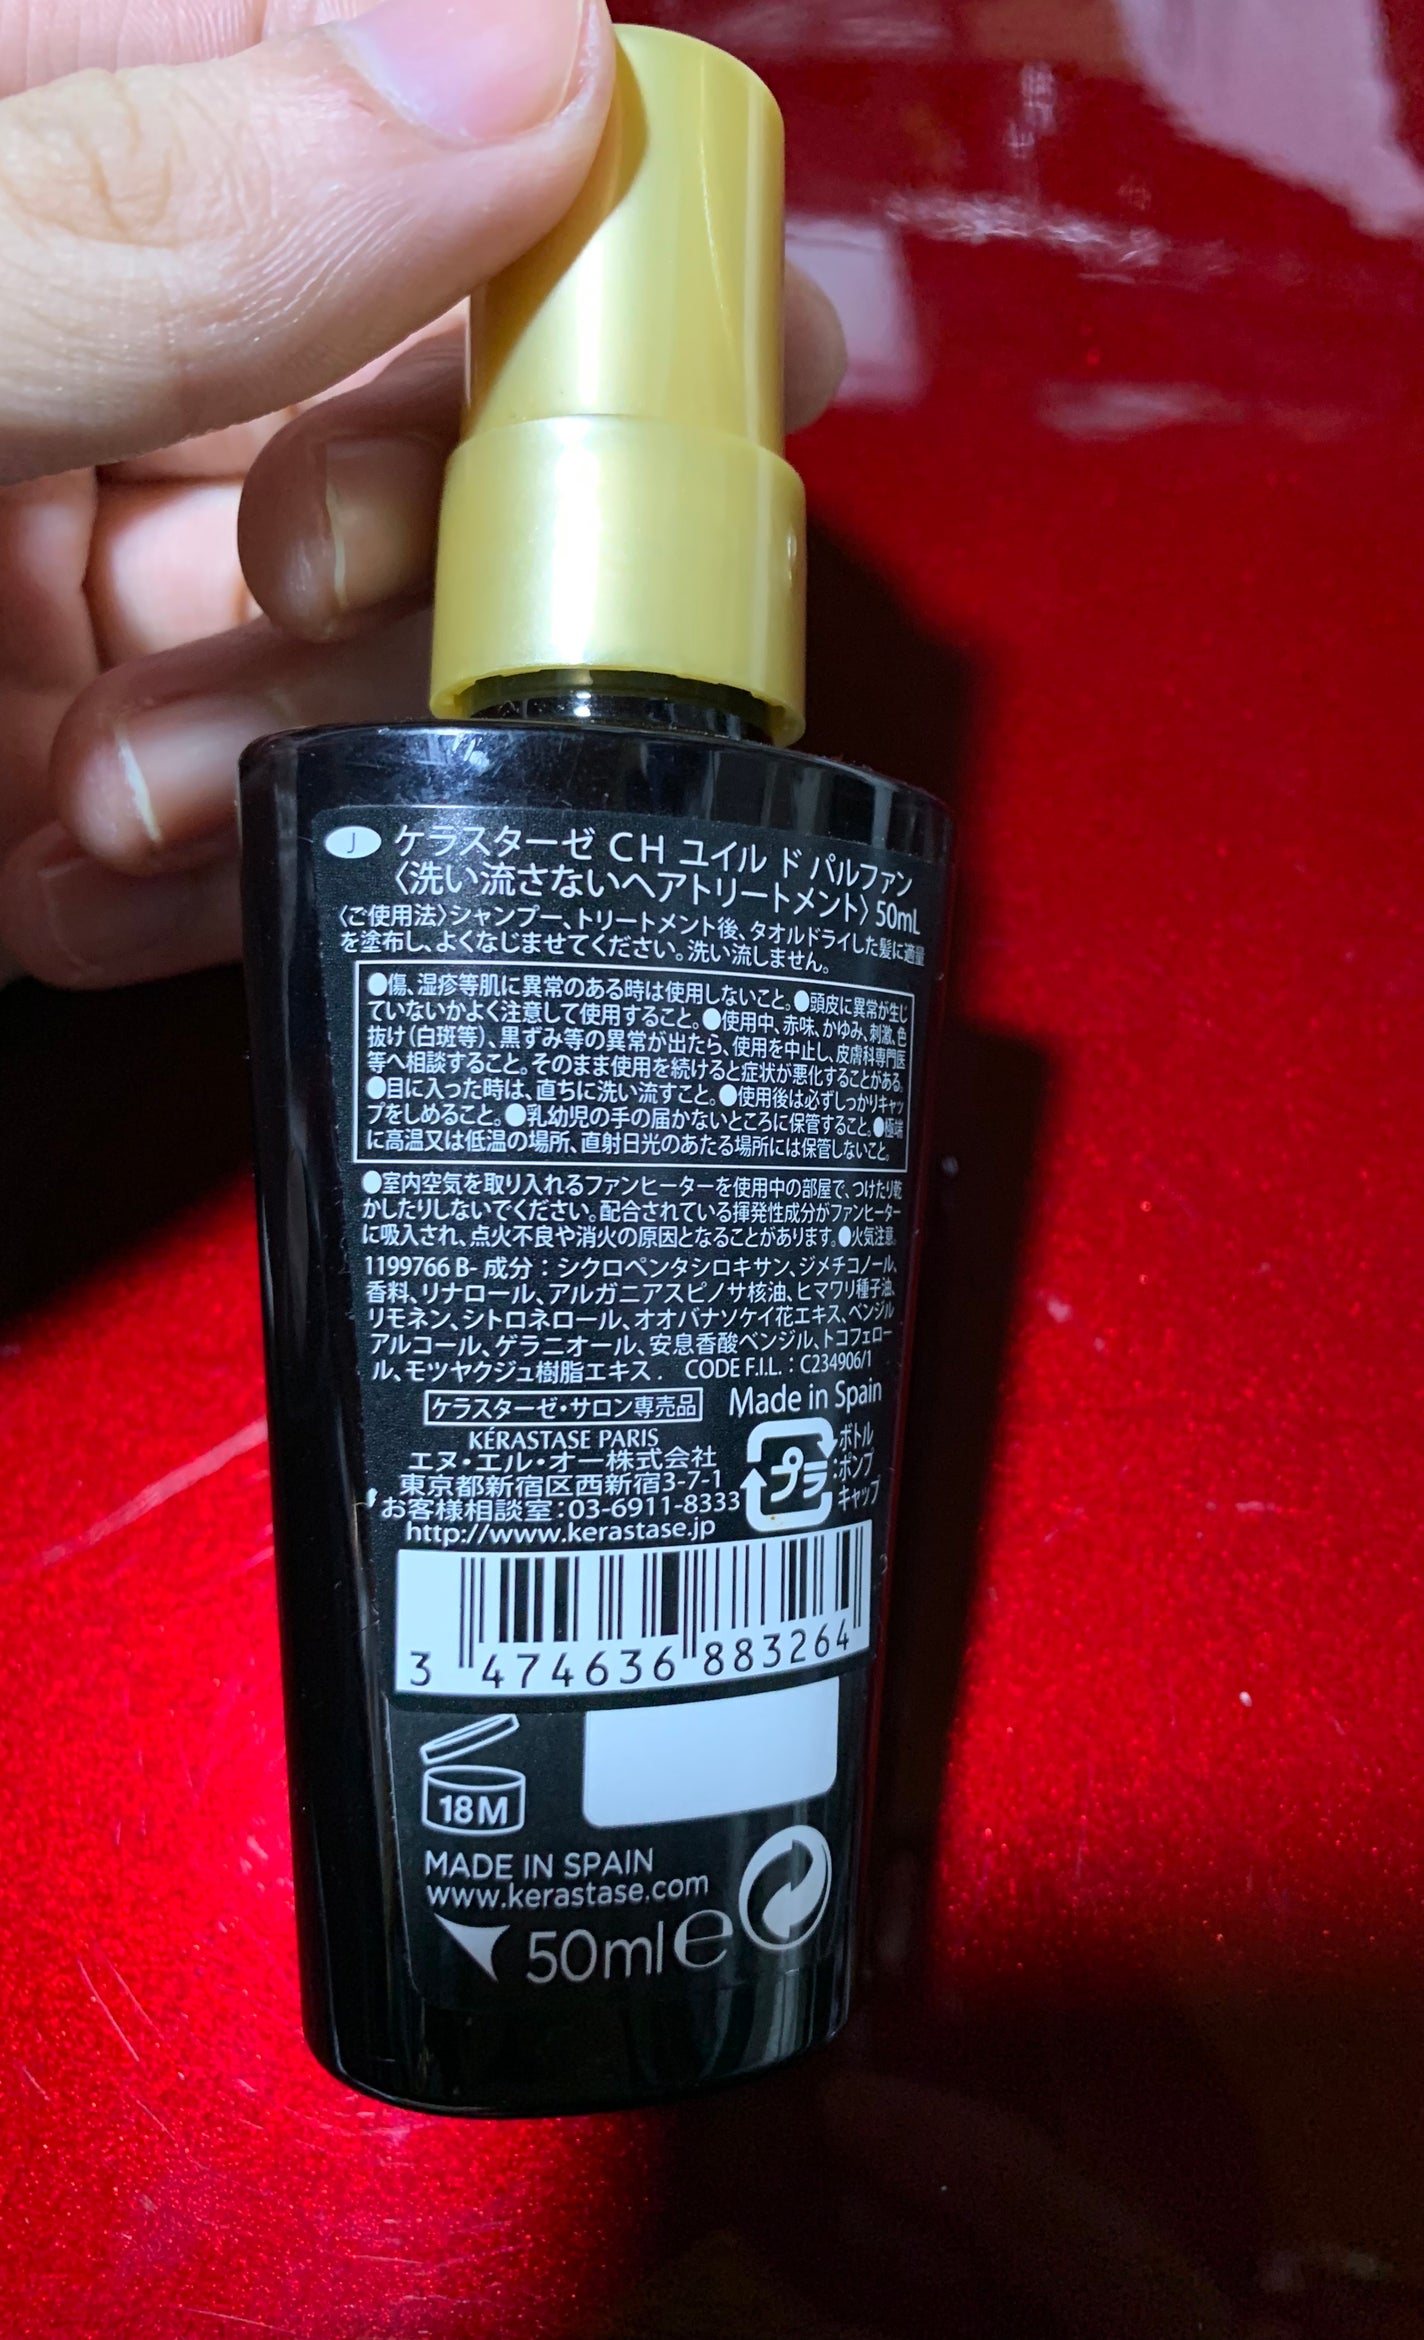 J ケラスターゼ CH ユイル ド パルファン
〈洗い流さないヘアトリートメント〉50mL
〈ご使用法〉シャンプー、トリートメント後、タオルドライした髪に適量
を塗布し、よくなじませてください。洗い流しません。
●傷、湿疹等肌に異常のある時は使用しないこと。●頭皮に異常が生じ
ていないかよく注意して使用すること。●使用中、赤味、かゆみ、刺激、色
抜け(白斑等)、黒ずみ等の異常が出たら、使用を中止し、皮膚科専門医
等へ相談すること。そのまま使用を続けると症状が悪化することがある。
●目に入った時は、直ちに洗い流すこと。●使用後は必ずしっかりキャッ
プをしめること。●乳幼児の手の届かないところに保管すること。●極端
に高温又は低温の場所、直射日光のあたる場所には保管しないこと。
●室内空気を取り入れるファンヒーターを使用中の部屋で、つけたり乾
かしたりしないでください。配合されている揮発性成分がファンヒーター
に吸入され、点火不良や消火の原因となることがあります。●火気注意。
1199766 B- 成分：シクロペンタシロキサン、ジメチコノール、
香料、リナロール、アルガニアスピノサ核油、ヒマワリ種子油、
リモネン、シトロネロール、オオバナソケイ花エキス、ベンジル
アルコール、ゲラニオール、安息香酸ベンジル、トコフェロー
ル、モツヤクジュ樹脂エキス． CODE F.I.L.：C234906/1
ケラスターゼ・サロン専売品 Made in Spain
KÉRASTASE PARIS
エヌ・エル・オー株式会社
東京都新宿区西新宿3-7-1
お客様相談室：03-6911-8333
http://www.kerastase.jp
プラ
:ボトル
:ポンプ
キャップ
3 474636 883264
18M
MADE IN SPAIN
www.kerastase.com
50ml e